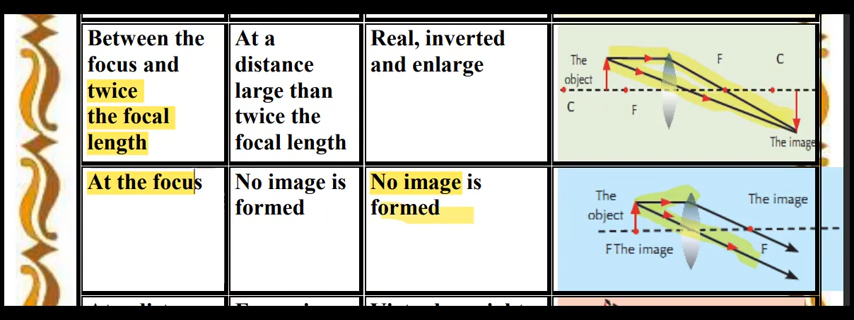 Between the
focus and
twice
the focal
length
At a
distance
large than
twice the
focal length
Real, inverted
and enlarge
The
object
F
C
C
F
The image
At the focus
No image is
formed
No image is
formed
The
object
The image
F The image
F